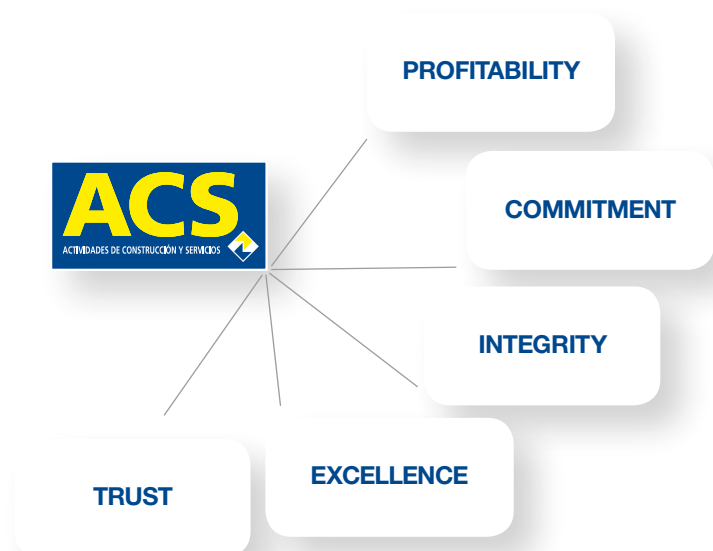 PROFITABILITY
ACS
ACTIVIDADES DE CONSTRUCCIÓN Y SERVICIOS
COMMITMENT
INTEGRITY
EXCELLENCE
TRUST